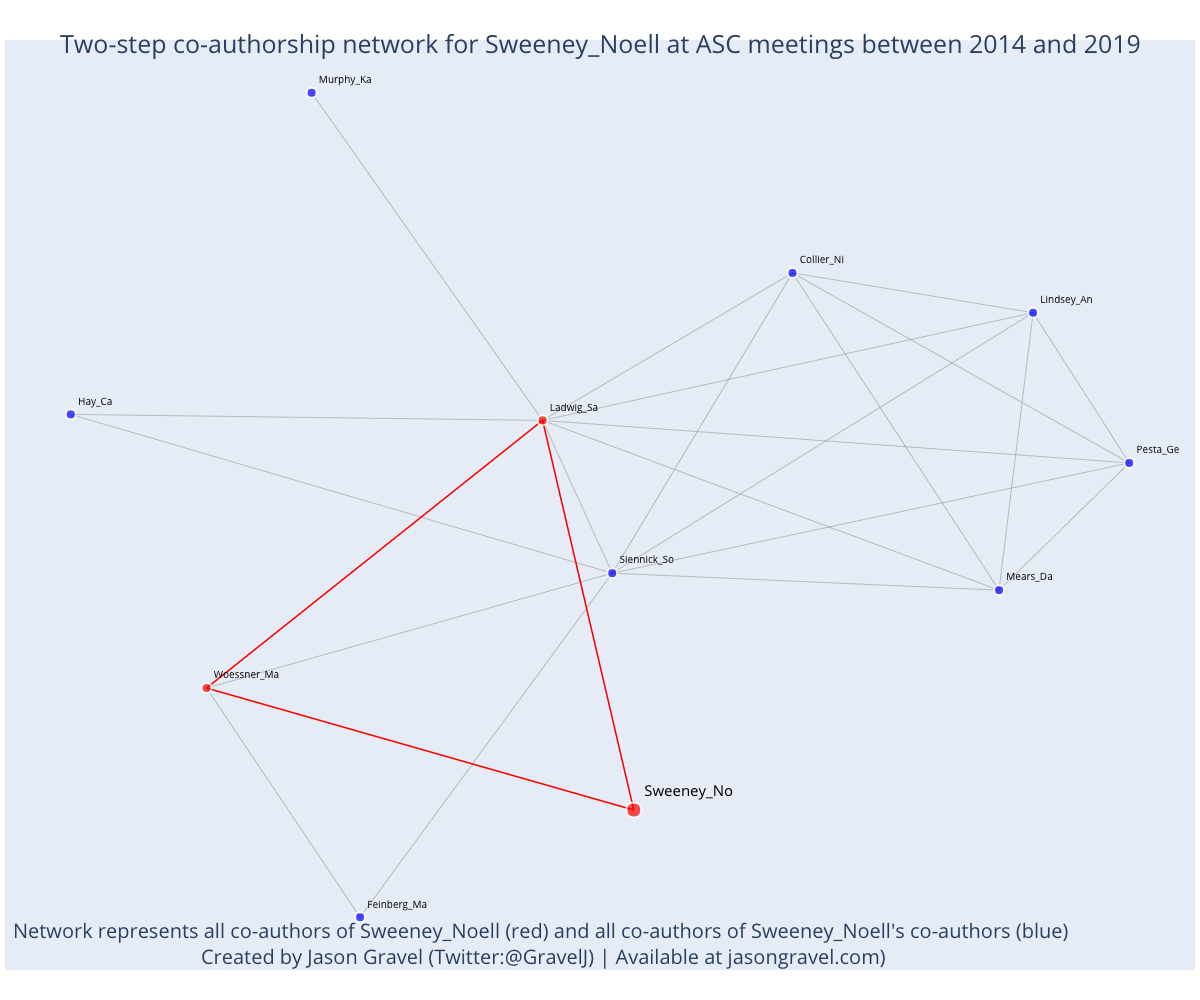 Two-step co-authorship network for Sweeney_Noell at ASC meetings between 2014 and 2019
Murphy_Ka
Collier_Ni
Lindsey_An
Hay_Ca
Ladwig_Sa
Pesta_Ge
Siennick_So
Mears_Da
Woessner_Ma
Sweeney_No
Feinberg_Ma
Network represents all co-authors of Sweeney_Noell (red) and all co-authors of Sweeney_Noell's co-authors (blue)
Created by Jason Gravel (Twitter:@GravelJ) | Available at jasongravel.com)